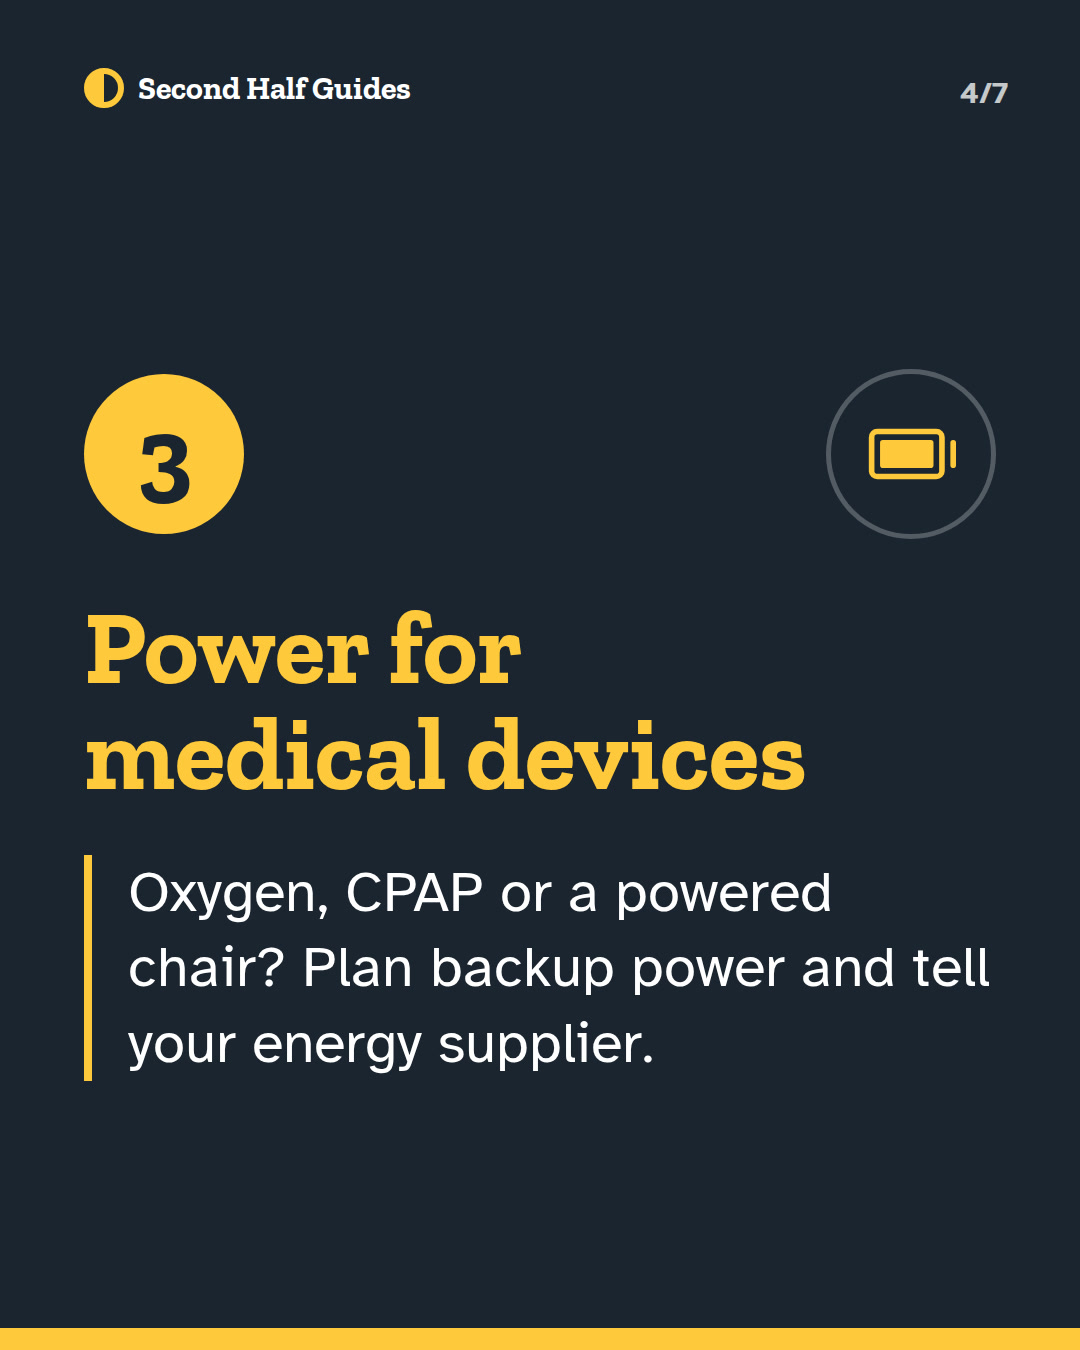 Second Half Guides
4/7
3
Power for
medical devices
Oxygen, CPAP or a powered
chair? Plan backup power and tell
your energy supplier.